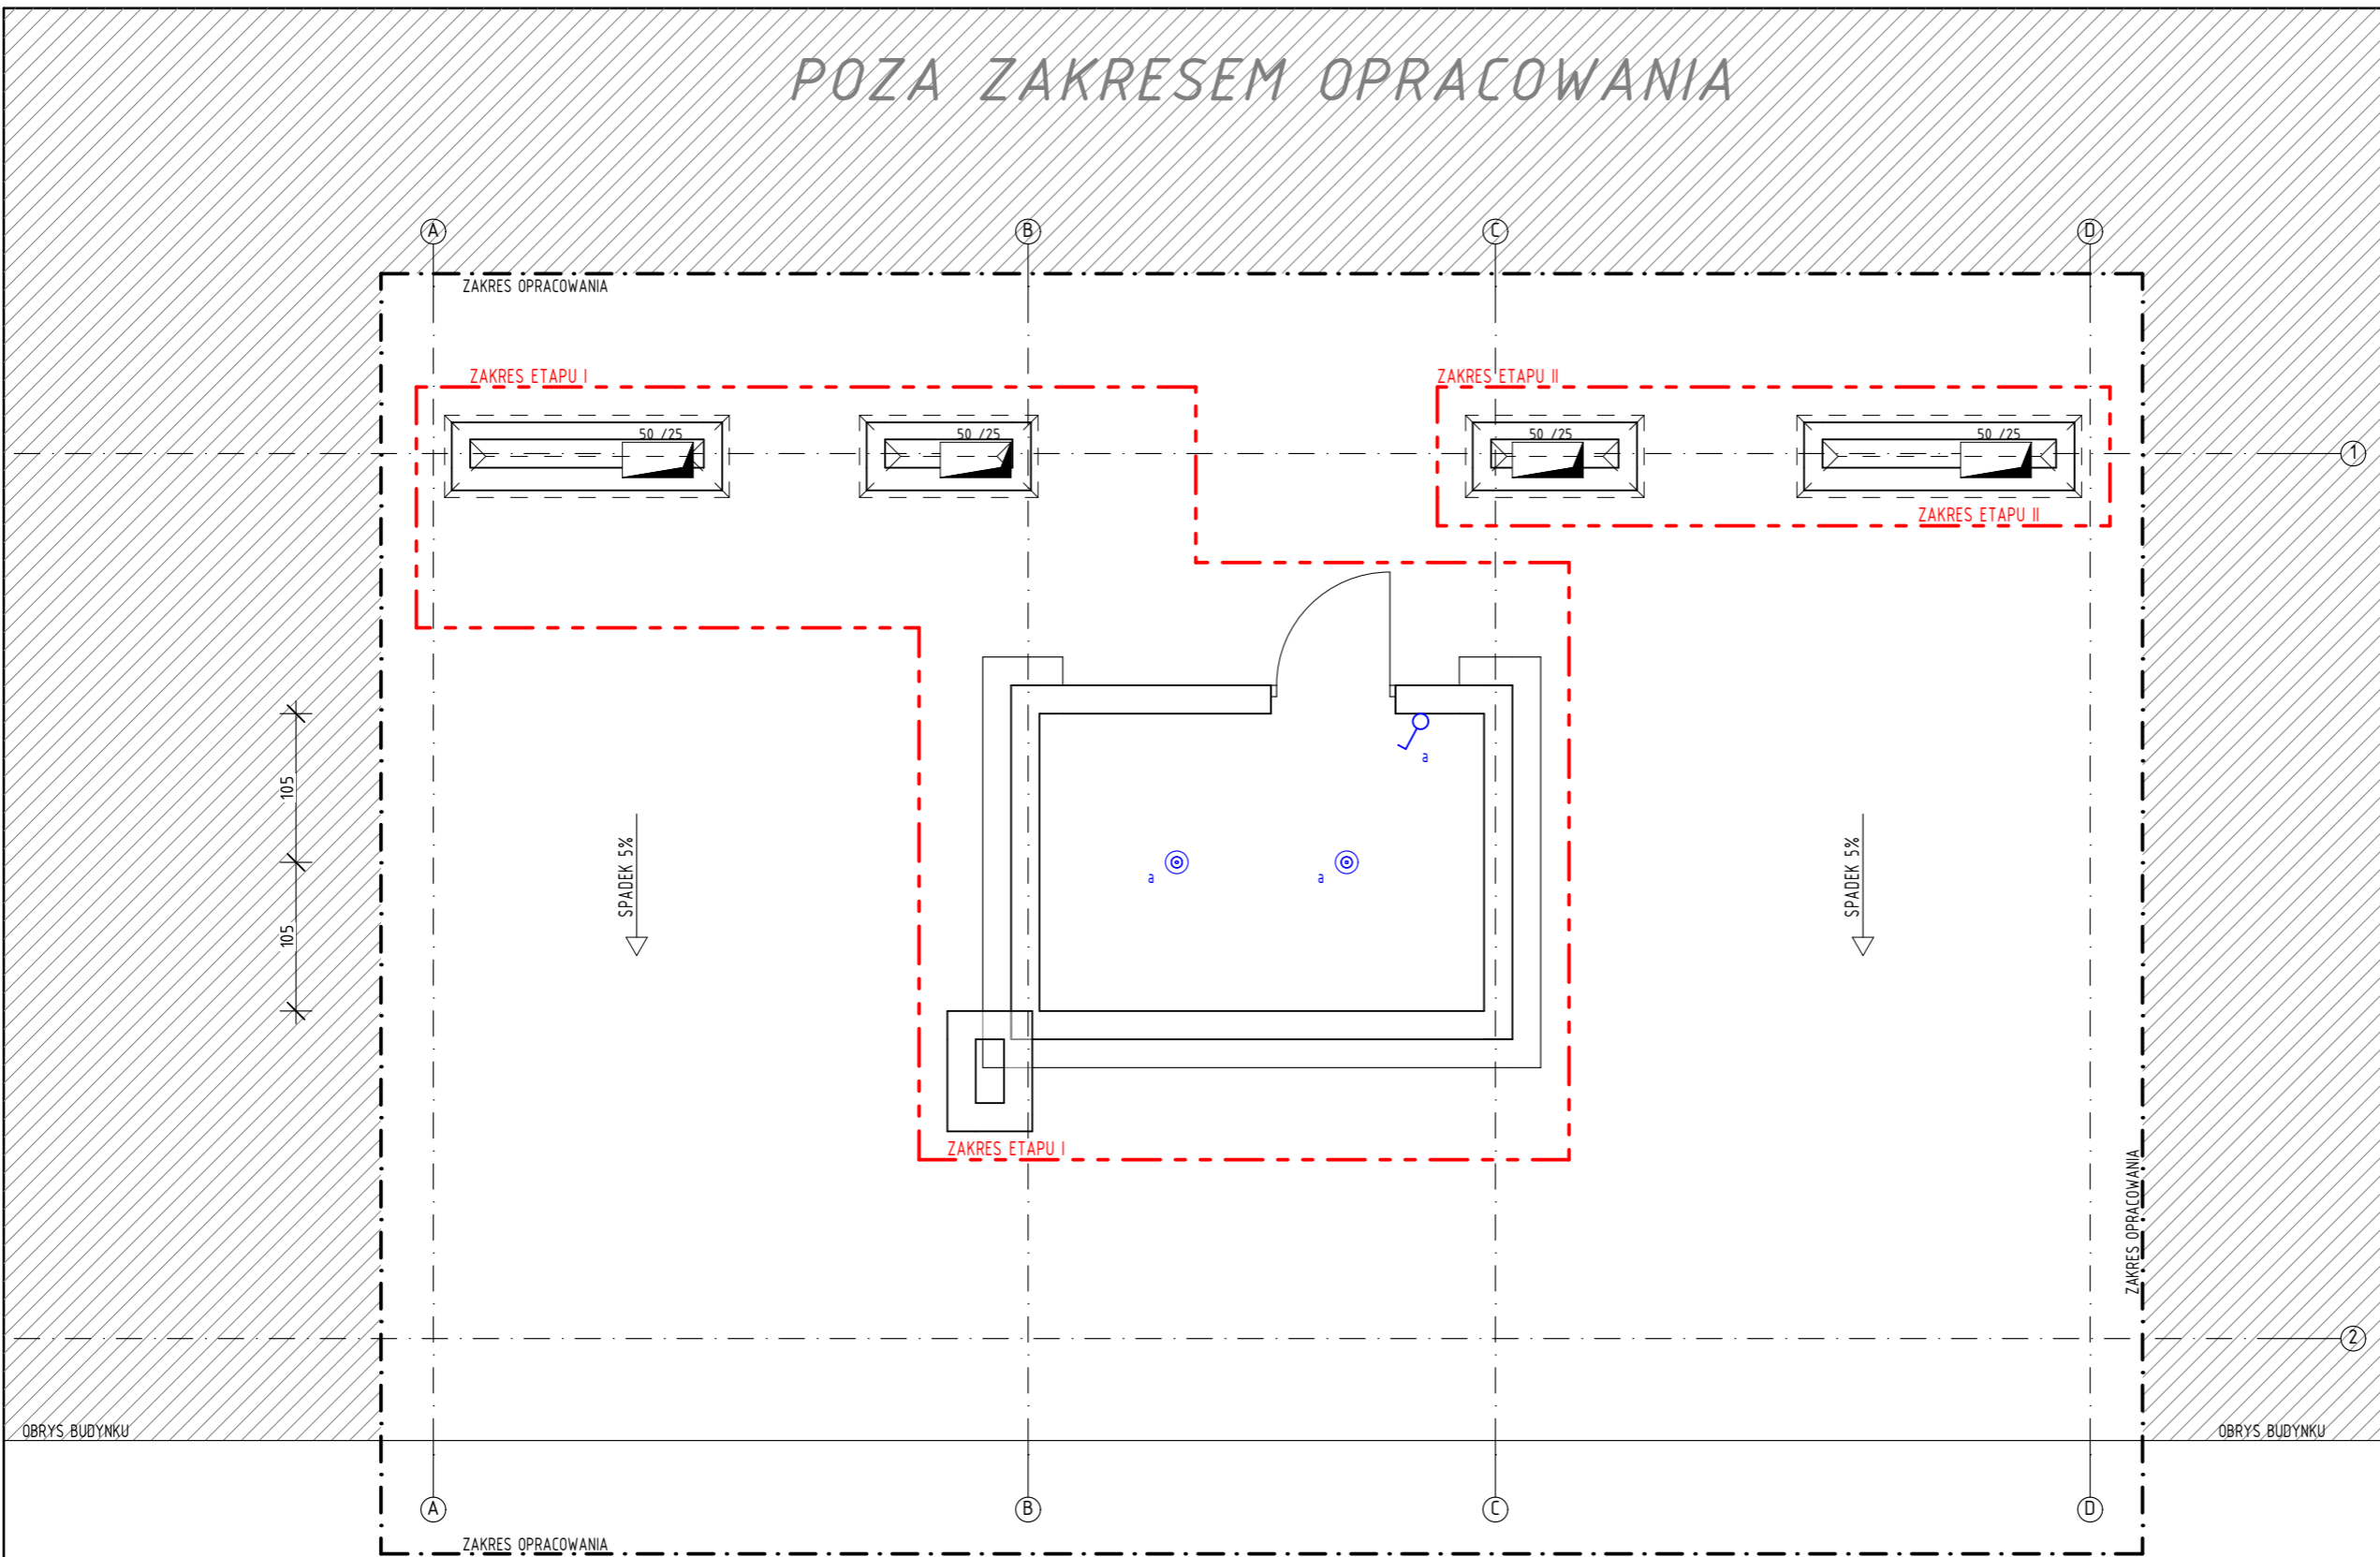 POZA ZAKRESEM OPRACOWANIA
A
B
C
D
ZAKRES OPRACOWANIA
ZAKRES ETAPU I
ZAKRES ETAPU II
50 /25
50 /25
50 /25
50 /25
1
ZAKRES ETAPU II
a
105
SPADEK 5%
SPADEK 5%
a
a
105
ZAKRES ETAPU I
ZAKRES OPRACOWANIA
2
OBRYS BUDYNKU
OBRYS BUDYNKU
A
B
C
D
ZAKRES OPRACOWANIA